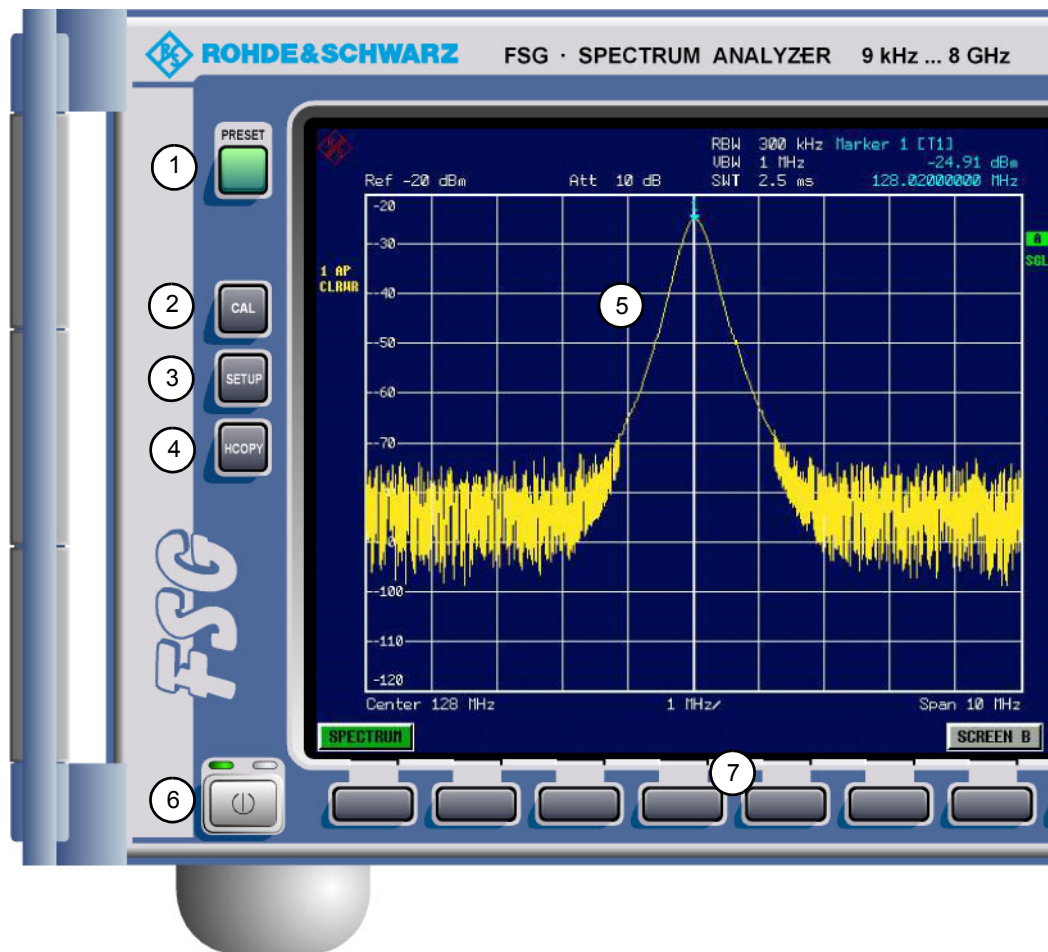 ROHDE&SCHWARZ FSG · SPECTRUM ANALYZER 9 kHz ... 8 GHz
PRESET
1
RBW 300 kHz Marker 1 [T1]
VBW 1 MHz -24.91 dBm
Ref -20 dBm Att 10 dB SWT 2.5 ms 128.02000000 MHz
-20
-30
A
SGL
1 AP
CLRWR
2
CAL
-40
5
-50
3
SETUP
-60
4
HCOPY
-70
-100
FSG
-110
-120
Center 128 MHz 1 MHz/ Span 10 MHz
SPECTRUM
SCREEN B
6
7